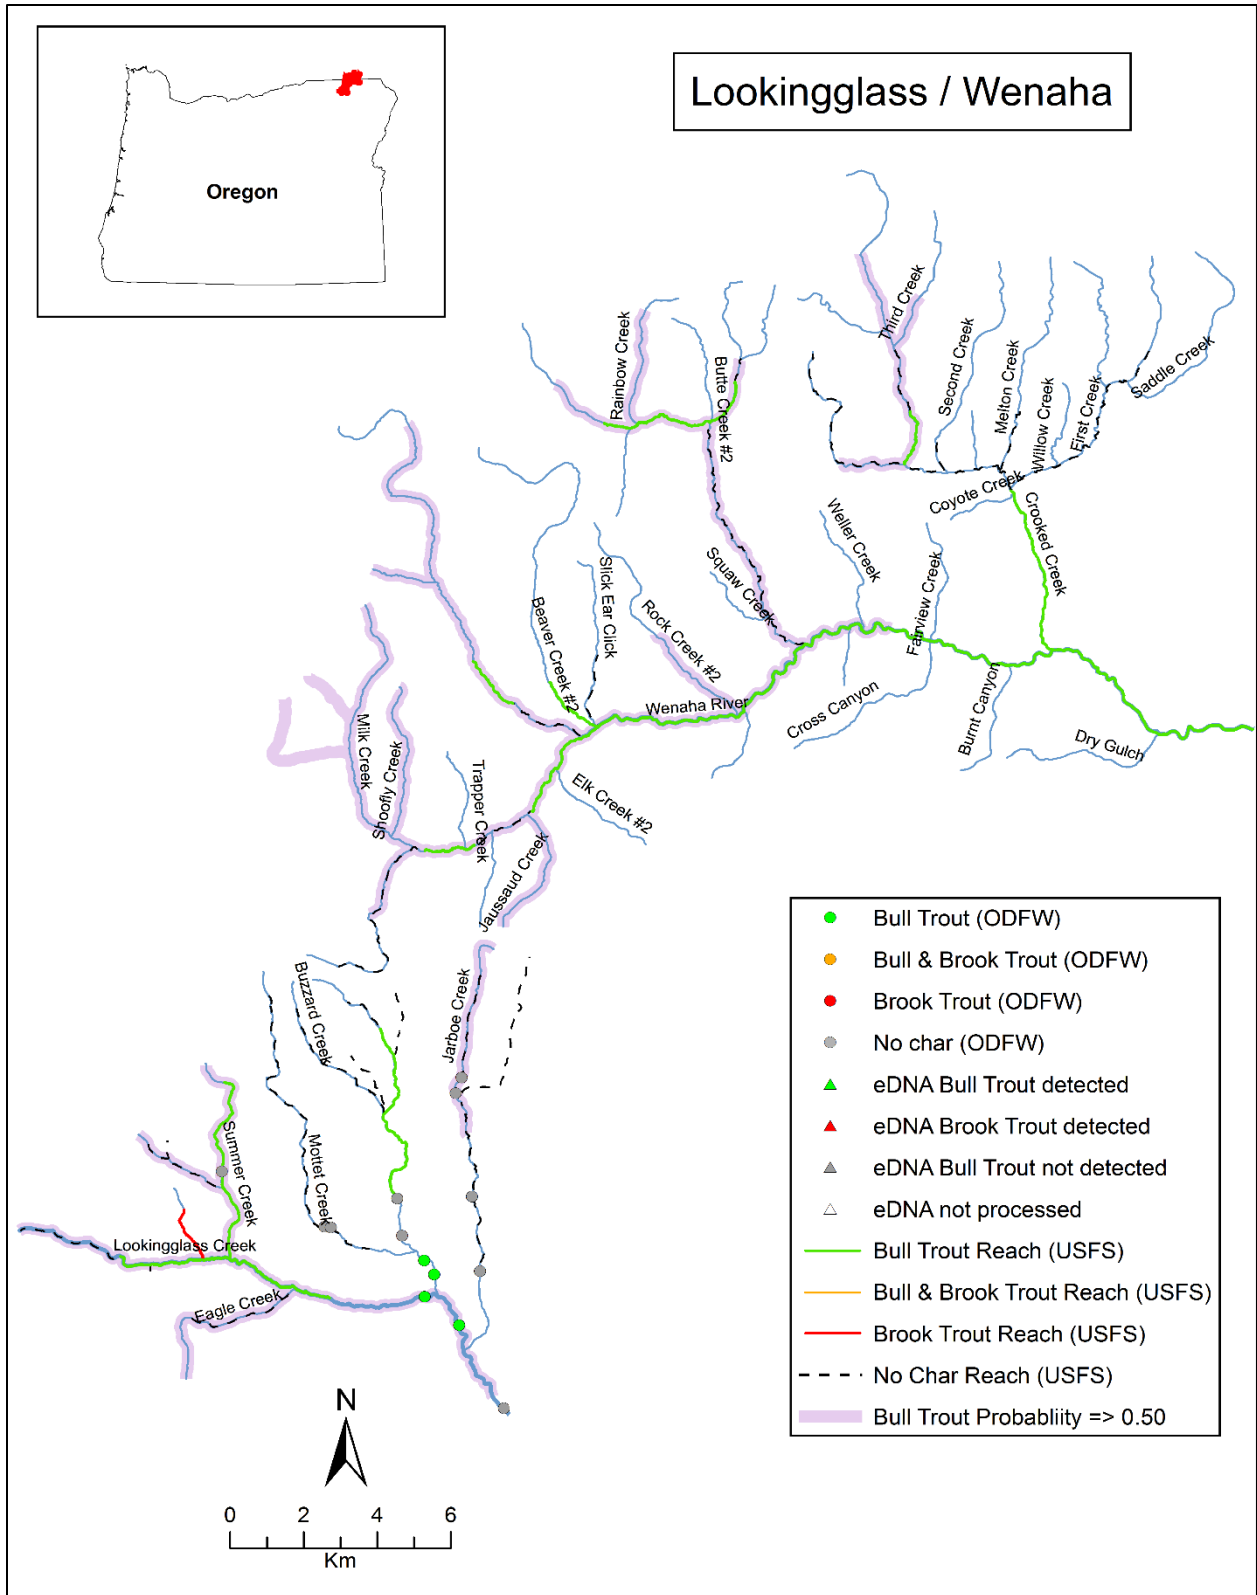 Oregon
Lookingglass / Wenaha
Third Creek
Second Creek
Melton Creek
Willow Creek
First Creek
Saddle Creek
Rainbow Creek
Butte Creek #2
Coyote Creek
Crooked Creek
Weller Creek
Fairview Creek
Squaw Creek
Slick Ear Click
Rock Creek #2
Beaver Creek #2
Wenaha River
Cross Canyon
Burnt Canyon
Dry Gulch
Milk Creek
Shoofly Creek
Trapper Creek
Elk Creek #2
Jaussaud Creek
Buzzard Creek
Jarboe Creek
Mottet Creek
Summer Creek
Lookingglass Creek
Eagle Creek
Bull Trout (ODFW)
Bull & Brook Trout (ODFW)
Brook Trout (ODFW)
No char (ODFW)
eDNA Bull Trout detected
eDNA Brook Trout detected
eDNA Bull Trout not detected
eDNA not processed
Bull Trout Reach (USFS)
Bull & Brook Trout Reach (USFS)
Brook Trout Reach (USFS)
No Char Reach (USFS)
Bull Trout Probabliity => 0.50
N
0 2 4 6
Km